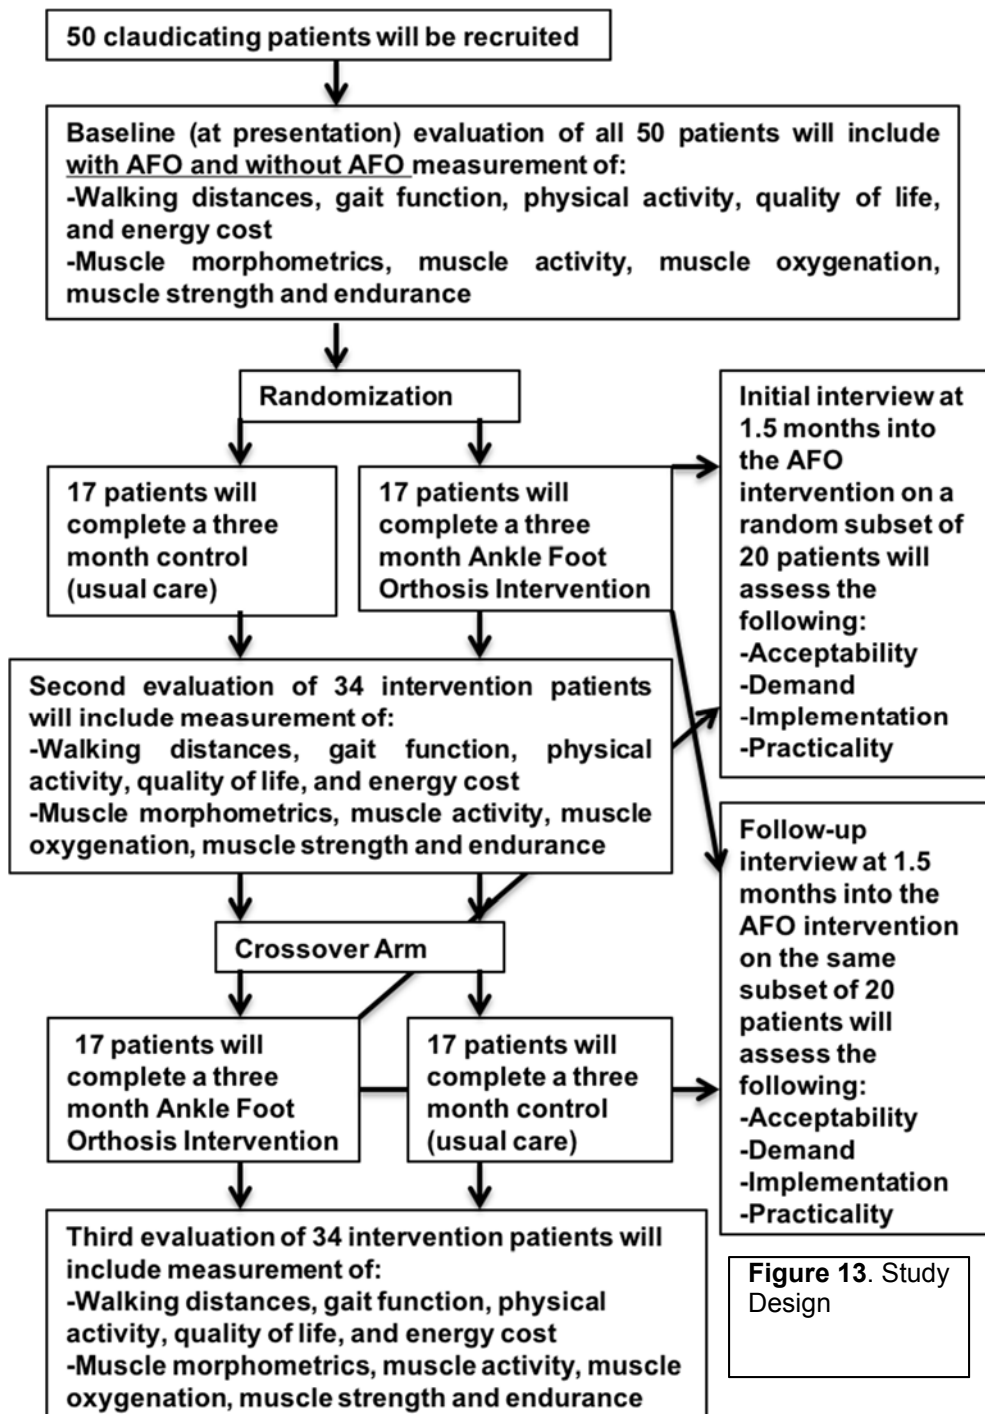 50 claudicating patients will be recruited
Baseline (at presentation) evaluation of all 50 patients will include
with AFO and without AFO measurement of:
-Walking distances, gait function, physical activity, quality of life,
and energy cost
-Muscle morphometrics, muscle activity, muscle oxygenation,
muscle strength and endurance
Randomization
17 patients will
complete a three
month control
(usual care)
17 patients will
complete a three
month Ankle Foot
Orthosis Intervention
Initial interview at
1.5 months into
the AFO
intervention on a
random subset of
20 patients will
assess the
following:
-Acceptability
-Demand
-Implementation
-Practicality
Second evaluation of 34 intervention patients
will include measurement of:
-Walking distances, gait function, physical
activity, quality of life, and energy cost
-Muscle morphometrics, muscle activity, muscle
oxygenation, muscle strength and endurance
Follow-up
interview at 1.5
months into the
AFO intervention
on the same
subset of 20
patients will
assess the
following:
-Acceptability
-Demand
-Implementation
-Practicality
Crossover Arm
17 patients will
complete a three
month Ankle Foot
Orthosis Intervention
17 patients will
complete a three
month control
(usual care)
Third evaluation of 34 intervention patients will
include measurement of:
-Walking distances, gait function, physical
activity, quality of life, and energy cost
-Muscle morphometrics, muscle activity, muscle
oxygenation, muscle strength and endurance
Figure 13. Study
Design